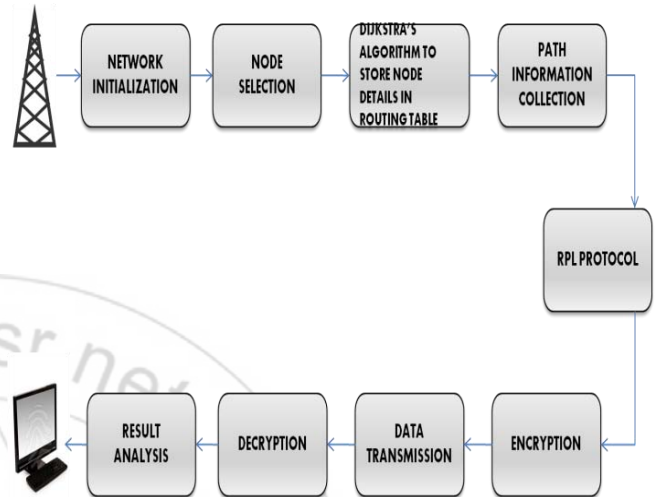 NETWORK
INITIALIZATION
NODE
SELECTION
DIJKSTRA'S
ALGORITHM TO
STORE NODE
DETAILS IN
ROUTING TABLE
PATH
INFORMATION
COLLECTION
RPL PROTOCOL
ENCRYPTION
DATA
TRANSMISSION
DECRYPTION
RESULT
ANALYSIS